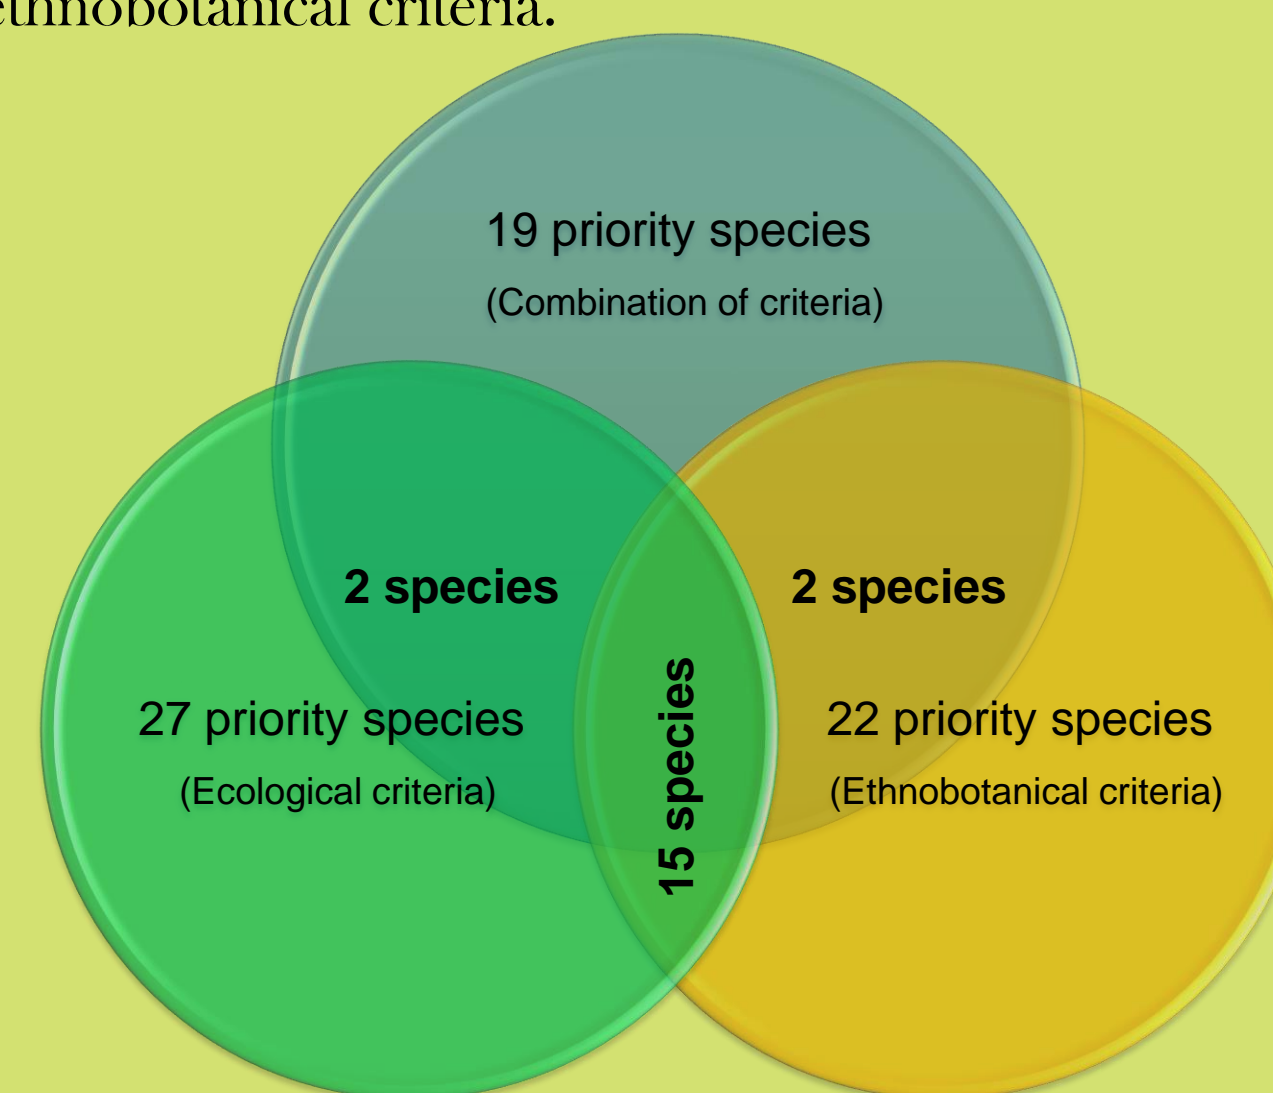 ethnobotanical criteria.
19 priority species
(Combination of criteria)
2 species
2 species
15 species
27 priority species
(Ecological criteria)
22 priority species
(Ethnobotanical criteria)